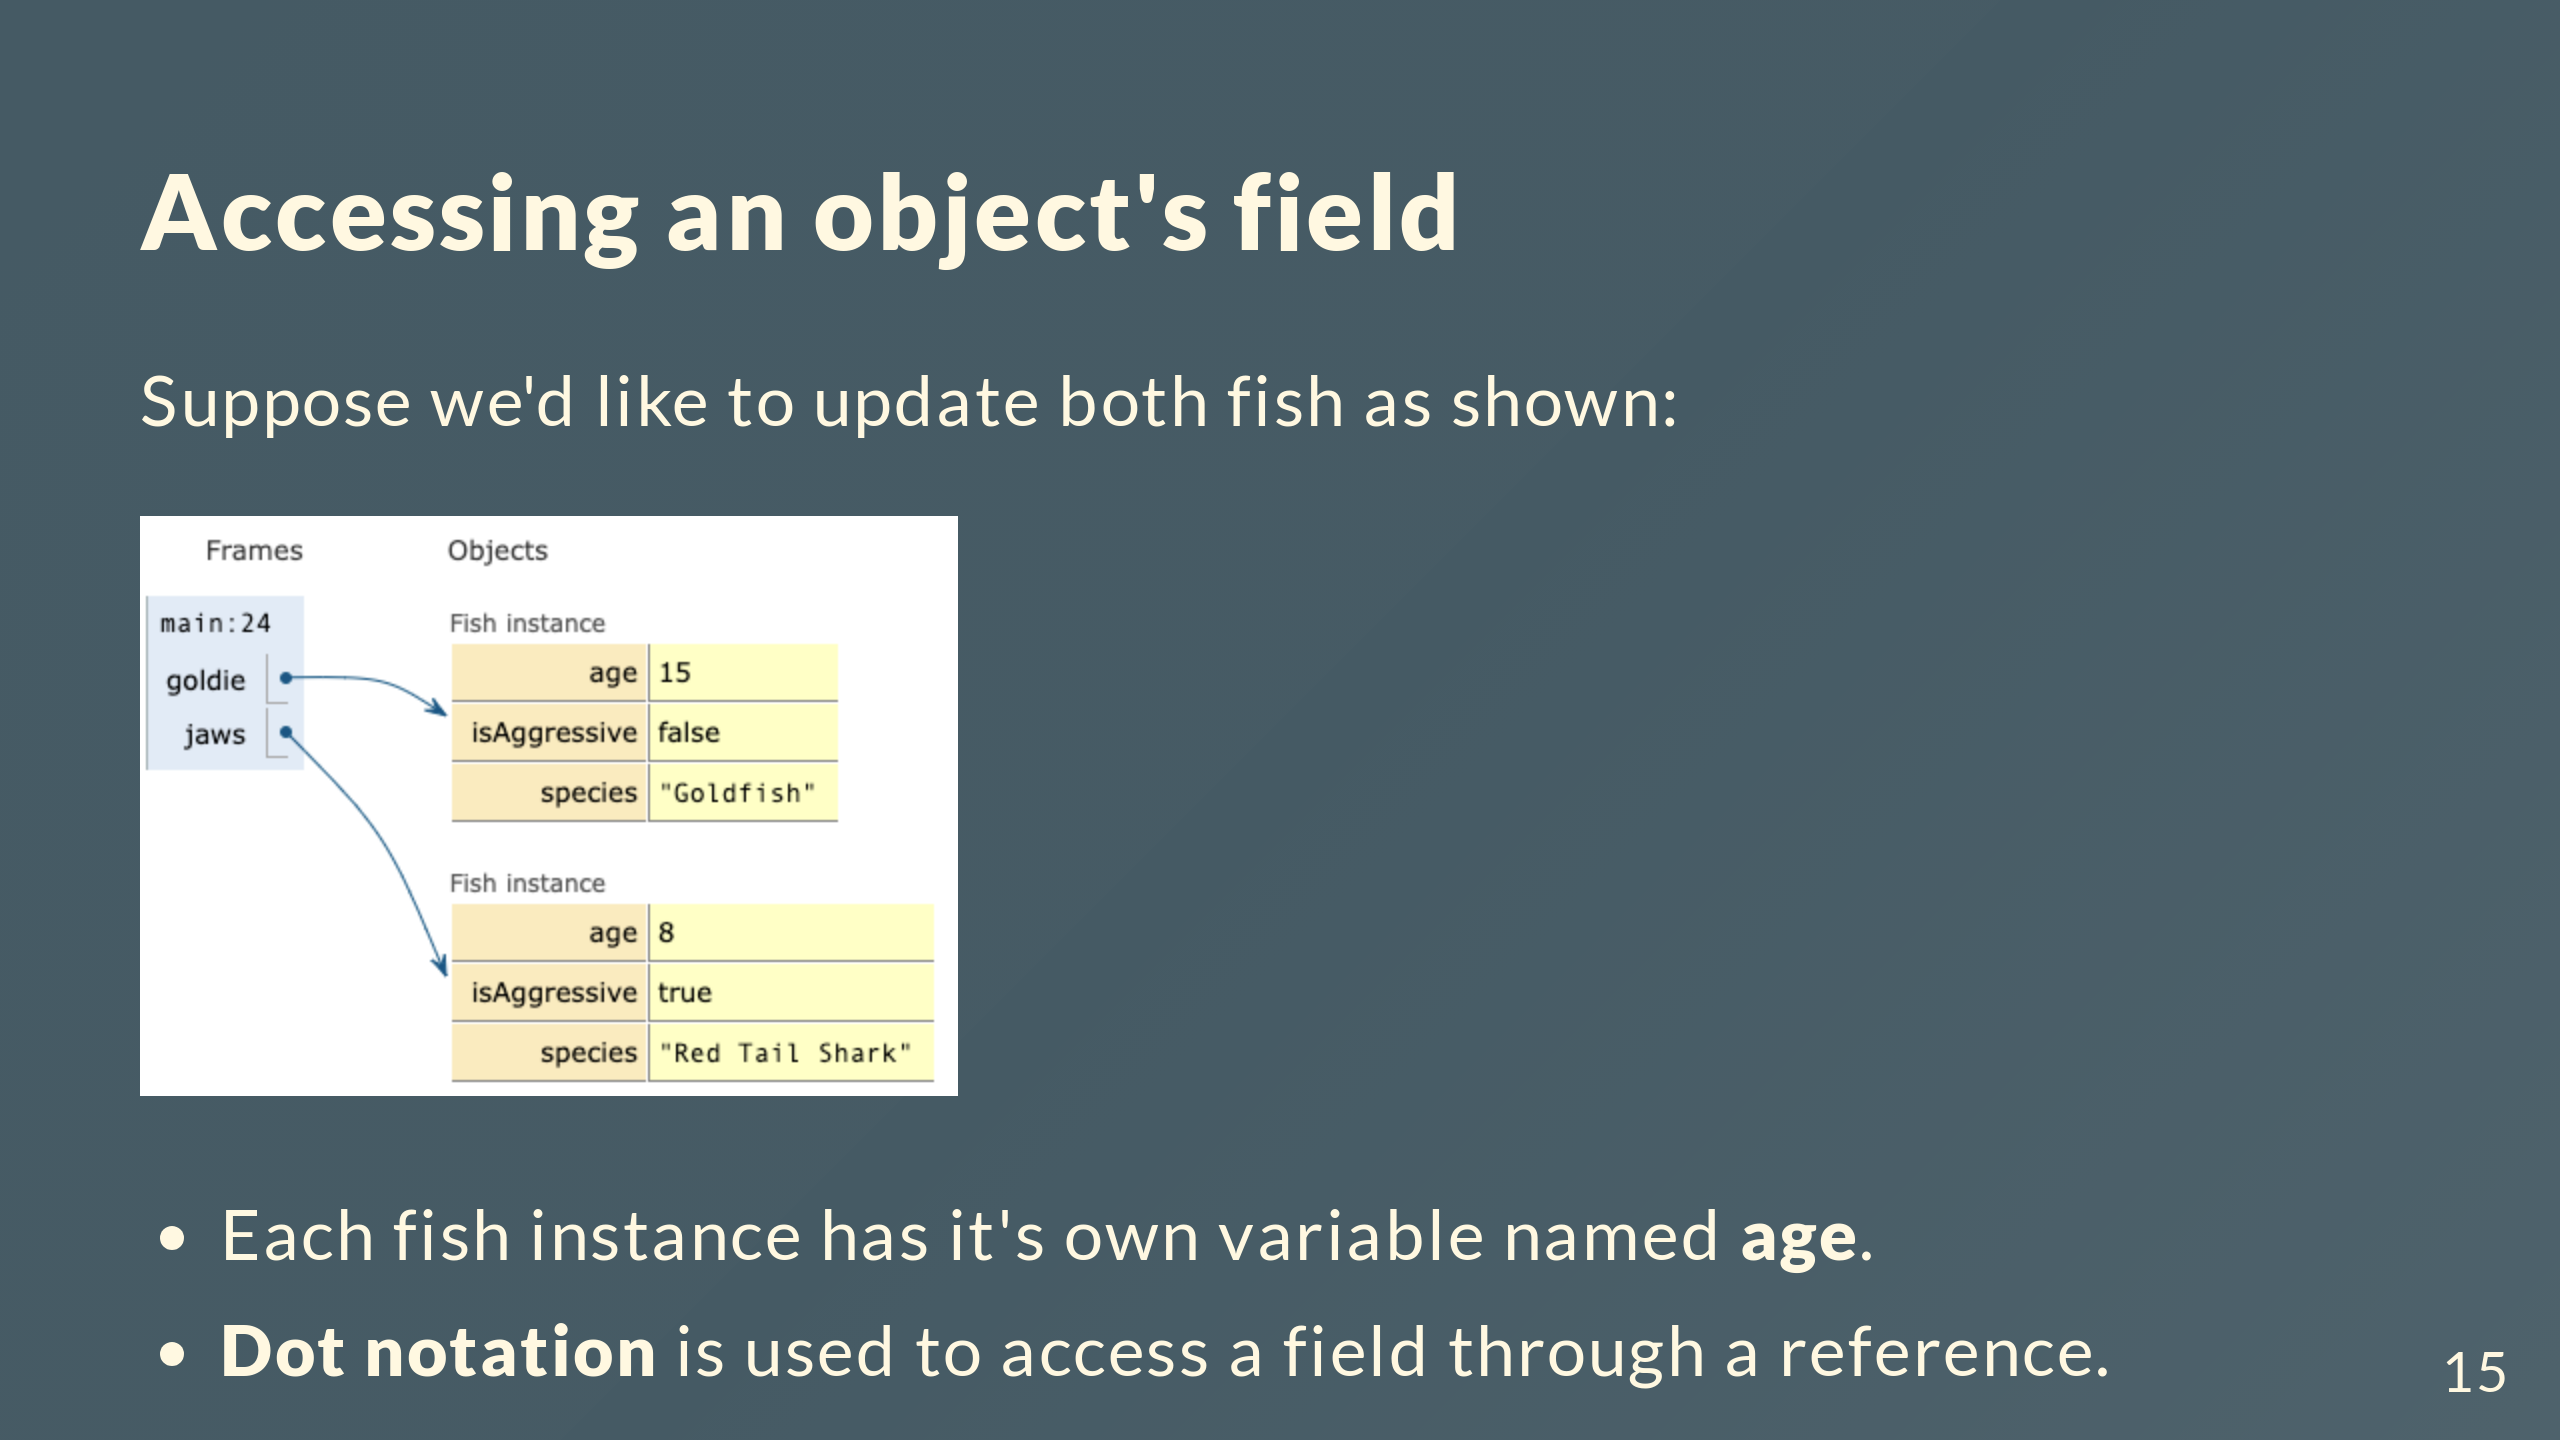 Accessing an object's field
Suppose we'd like to update both fish as shown:
Frames Objects
main:24
goldie
jaws
Fish instance
age 15
isAggressive false
species "Goldfish"
Fish instance
age 8
isAggressive true
species "Red Tail Shark"
• Each fish instance has it's own variable named age.
• Dot notation is used to access a field through a reference.
15